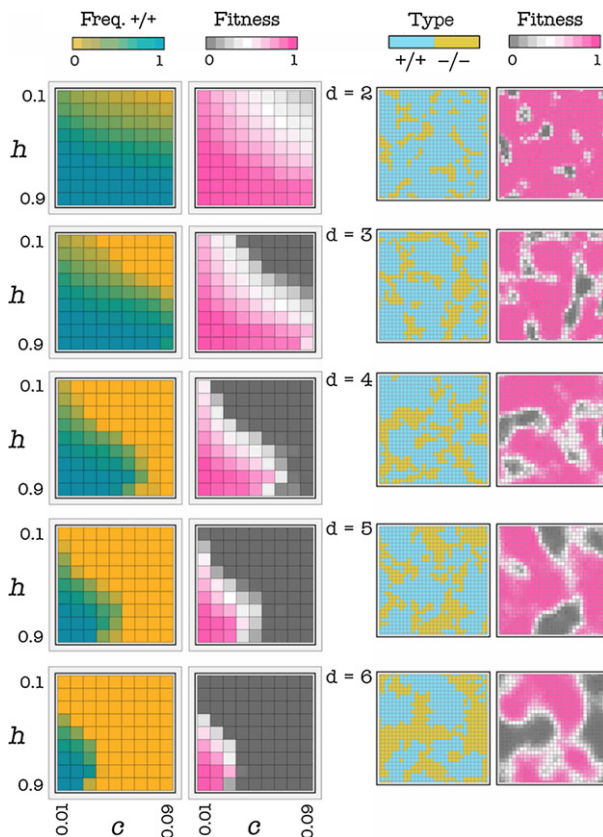 Freq. +/+
Fitness
Type
Fitness
0 1
0 1
+/+ -/-
0 1
0.1
h
0.9
d = 2
0.1
h
0.9
d = 3
0.1
h
0.9
d = 4
0.1
h
0.9
d = 5
0.1
h
0.9
d = 6
0.01 c 0.09
0.01 c 0.09